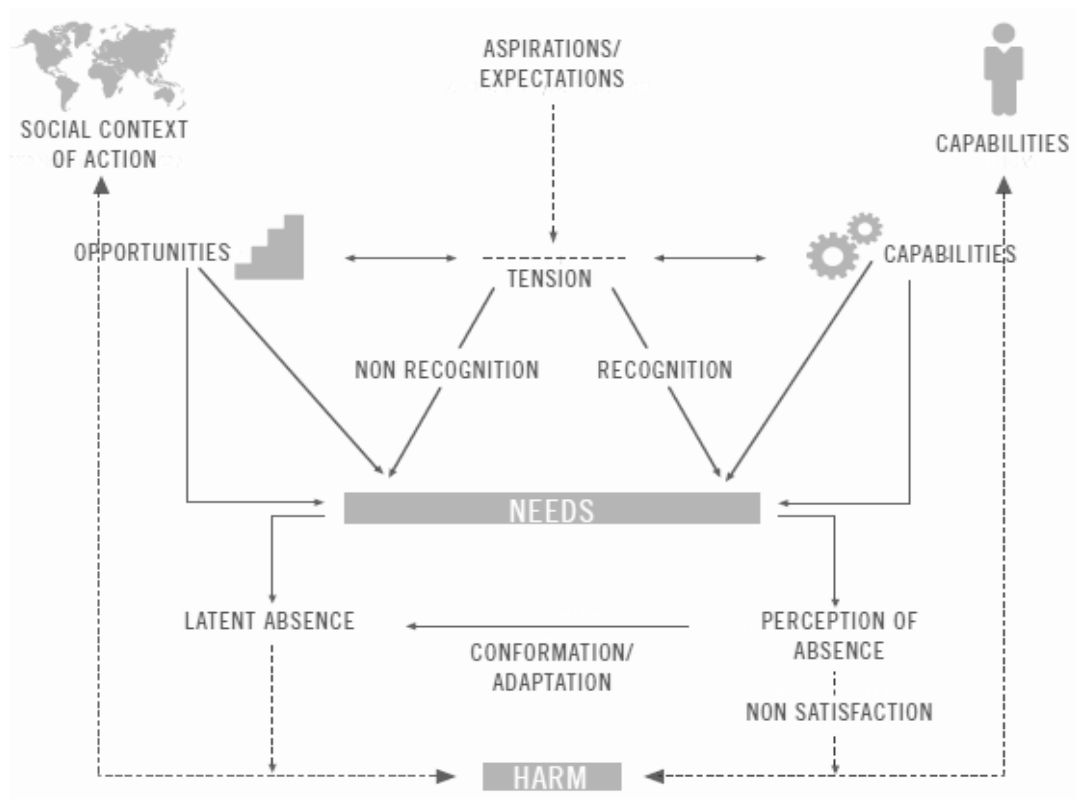 ASPIRATIONS/
EXPECTATIONS
SOCIAL CONTEXT
OF ACTION
CAPABILITIES
OPPORTUNITIES
TENSION
CAPABILITIES
NON RECOGNITION
RECOGNITION
NEEDS
LATENT ABSENCE
PERCEPTION OF
ABSENCE
CONFORMATION/
ADAPTATION
NON SATISFACTION
HARM